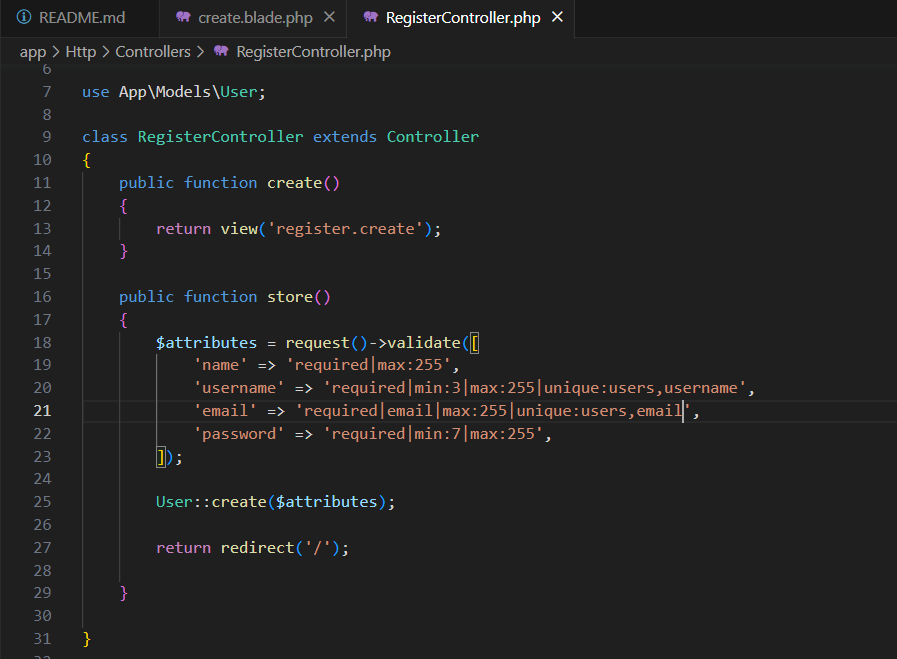 README.md create.blade.php RegisterController.php
app > Http > Controllers > RegisterController.php
6
7 use App\Models\User;
8
9 class RegisterController extends Controller
10 {
11 public function create()
12 {
13 return view('register.create');
14 }
15
16 public function store()
17 {
18 $attributes = request()->validate([
19 'name' => 'required|max:255',
20 'username' => 'required|min:3|max:255|unique:users,username',
21 'email' => 'required|email|max:255|unique:users,email',
22 'password' => 'required|min:7|max:255',
23 ]);
24
25 User::create($attributes);
26
27 return redirect('/');
28
29 }
30
31 }
32